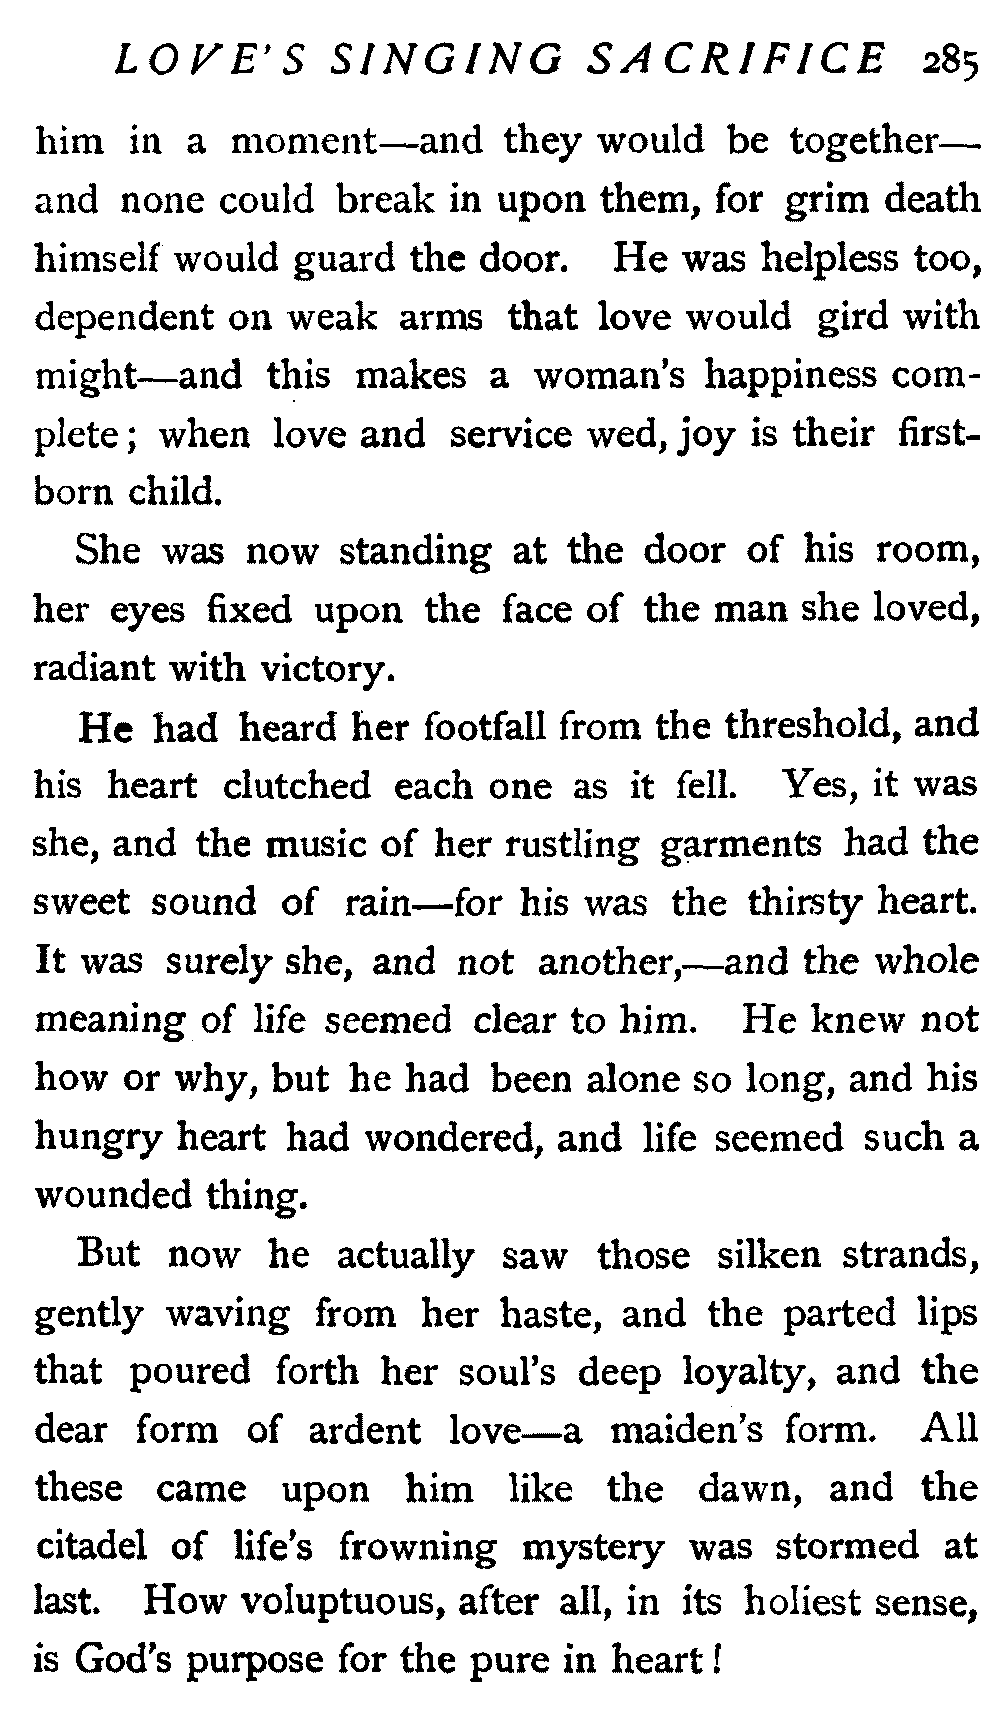 LOVE'S SINGING SACRIFICE 285
him in a moment—and they would be together—
and none could break in upon them, for grim death
himself would guard the door. He was helpless too,
dependent on weak arms that love would gird with
might—and this makes a woman's happiness com-
plete; when love and service wed, joy is their first-
born child.
She was now standing at the door of his room,
her eyes fixed upon the face of the man she loved,
radiant with victory.
He had heard her footfall from the threshold, and
his heart clutched each one as it fell. Yes, it was
she, and the music of her rustling garments had the
sweet sound of rain—for his was the thirsty heart.
It was surely she, and not another,—and the whole
meaning of life seemed clear to him. He knew not
how or why, but he had been alone so long, and his
hungry heart had wondered, and life seemed such a
wounded thing.
But now he actually saw those silken strands,
gently waving from her haste, and the parted lips
that poured forth her soul's deep loyalty, and the
dear form of ardent love—a maiden's form. All
these came upon him like the dawn, and the
citadel of life's frowning mystery was stormed at
last. How voluptuous, after all, in its holiest sense,
is God's purpose for the pure in heart!